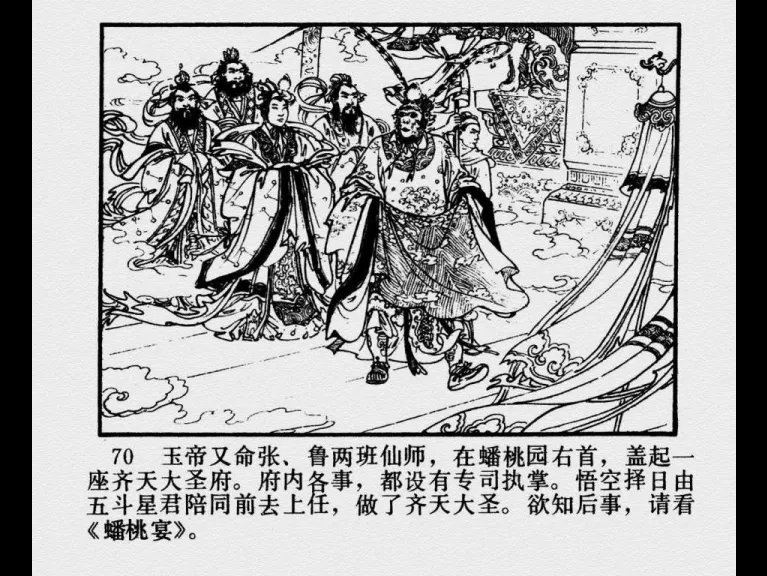 70 玉帝又命张、鲁两班仙师，在蟠桃园右首，盖起一
座齐天大圣府。府内各事，都设有专司执掌。悟空择日由
五斗星君陪同前去上任，做了齐天大圣。欲知后事，请看
《蟠桃宴》。